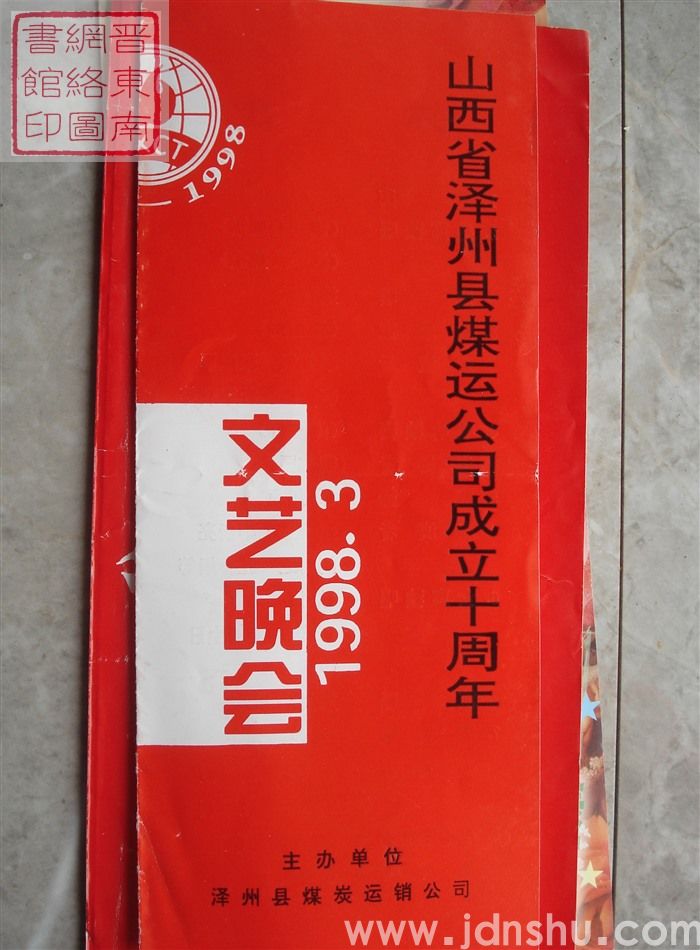 晋东南
網絡圖
書館印
CT
1998
山西省泽州县煤运公司成立十周年
文艺晚会
1998.3
主办单位
泽州县煤炭运销公司
www.jdnshu.com